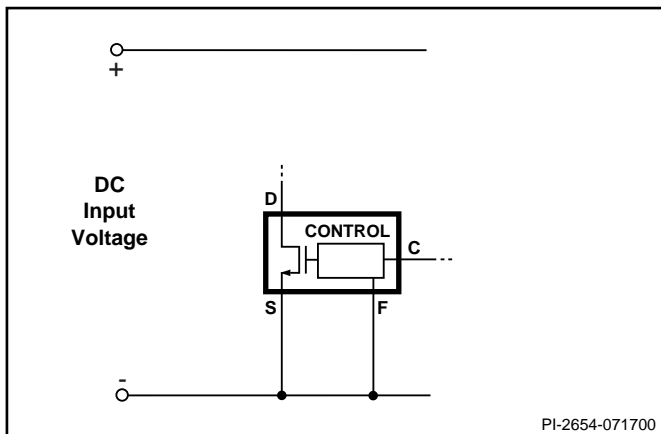 +
DC
Input
Voltage
D
CONTROL
C
S
F
-
PI-2654-071700